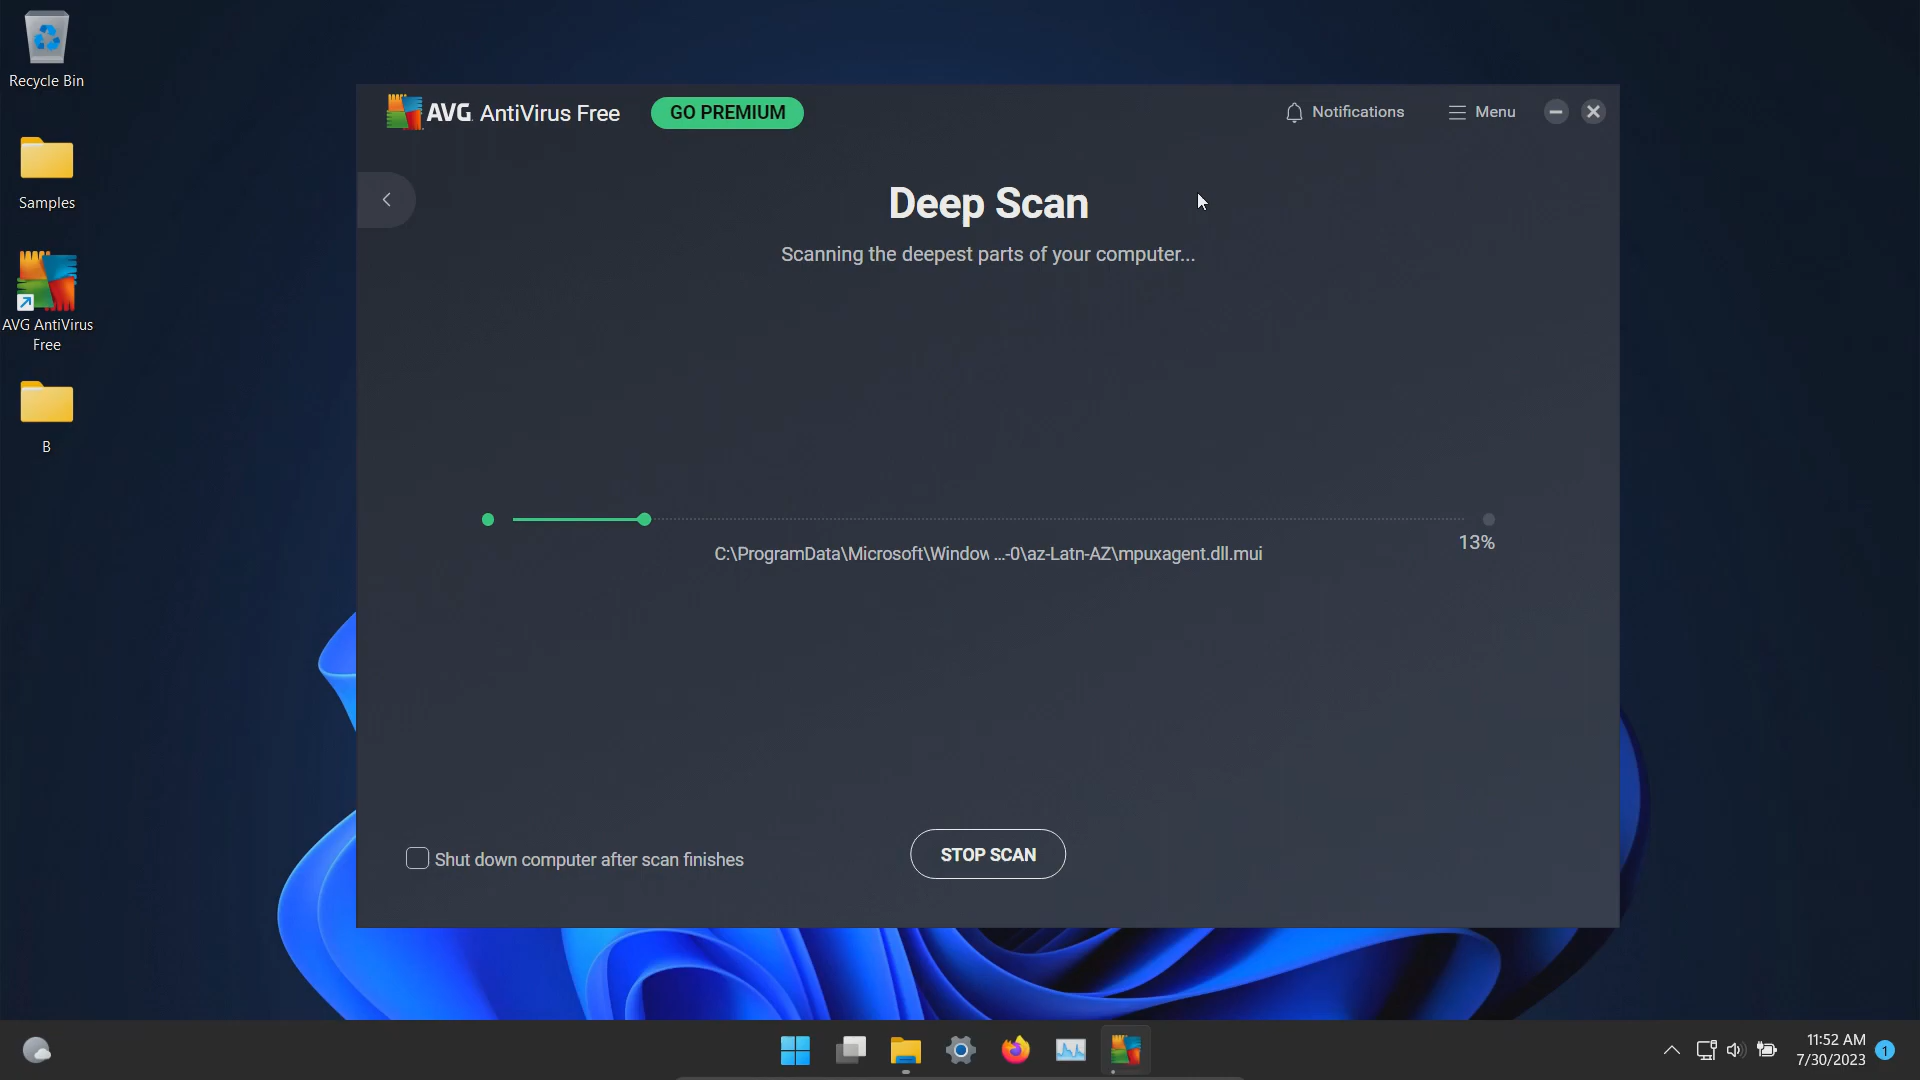 Recycle Bin
Samples
AVG AntiVirus
Free
B
AVG AntiVirus Free
GO PREMIUM
Notifications
Menu
Deep Scan
Scanning the deepest parts of your computer...
C:\ProgramData\Microsoft\Window ...-0\az-Latn-AZ\mpuxagent.dll.mui
13%
Shut down computer after scan finishes
STOP SCAN
11:52 AM
7/30/2023
1